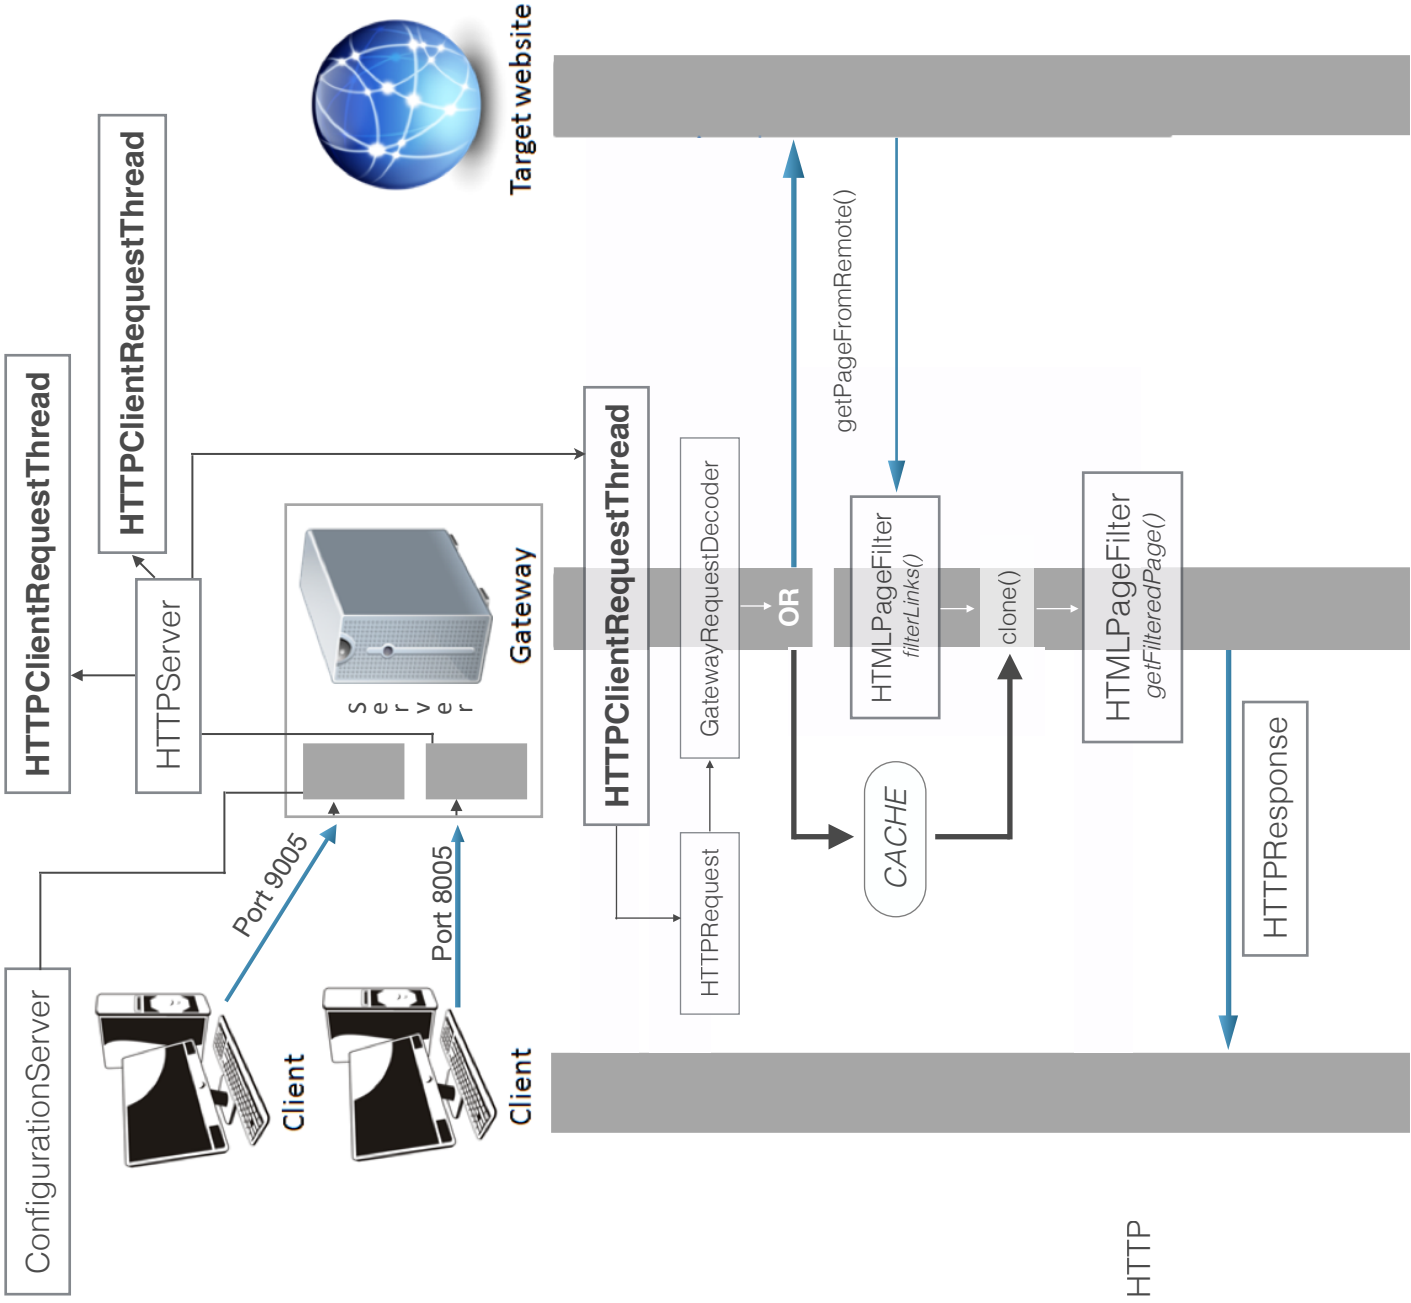 ConfigurationServer
HTTPServer
HTTPClientRequestThread
HTTPClientRequestThread
Port 9005
Port 8005
Server
Client
Client
Gateway
Target website
HTTPClientRequestThread
HTTPRequest
GatewayRequestDecoder
OR
getPageFromRemote()
CACHE
HTMLPageFilter
filterLinks()
clone()
HTTP
HTMLPageFilter
getFilteredPage()
HTTPResponse